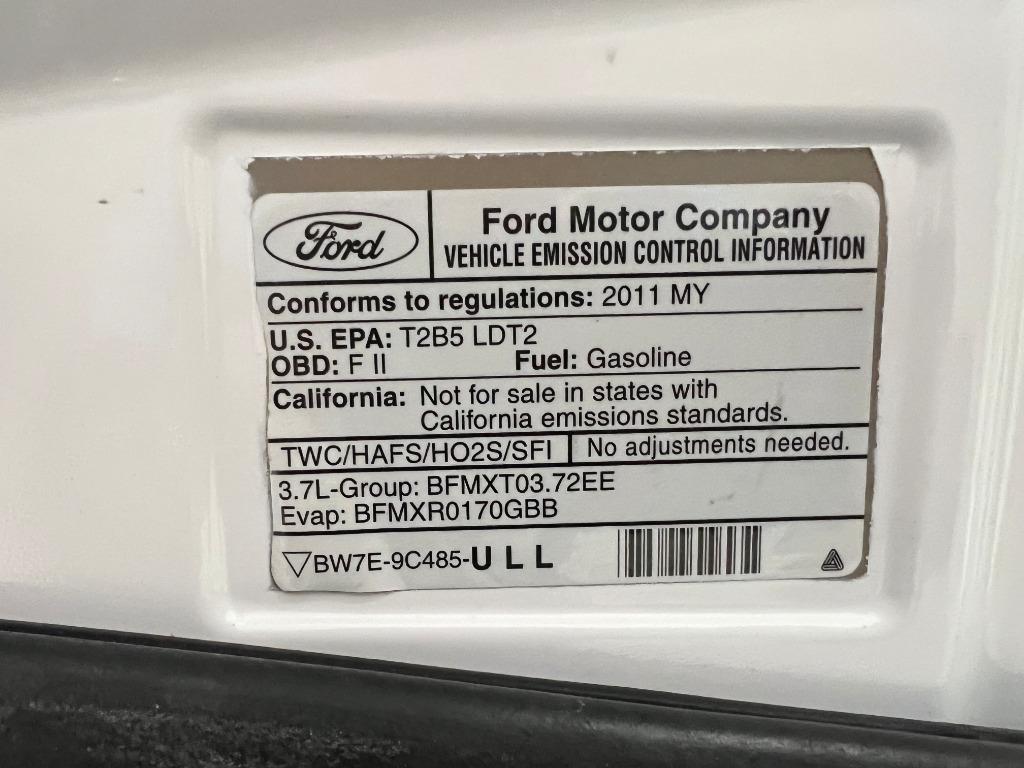 Ford
Ford Motor Company
VEHICLE EMISSION CONTROL INFORMATION
Conforms to regulations: 2011 MY
U.S. EPA: T2B5 LDT2
OBD: F II Fuel: Gasoline
California: Not for sale in states with
California emissions standards.
TWC/HAFS/HO2S/SFI No adjustments needed.
3.7L-Group: BFMXT03.72EE
Evap: BFMXR0170GBB
▽BW7E-9C485-ULL